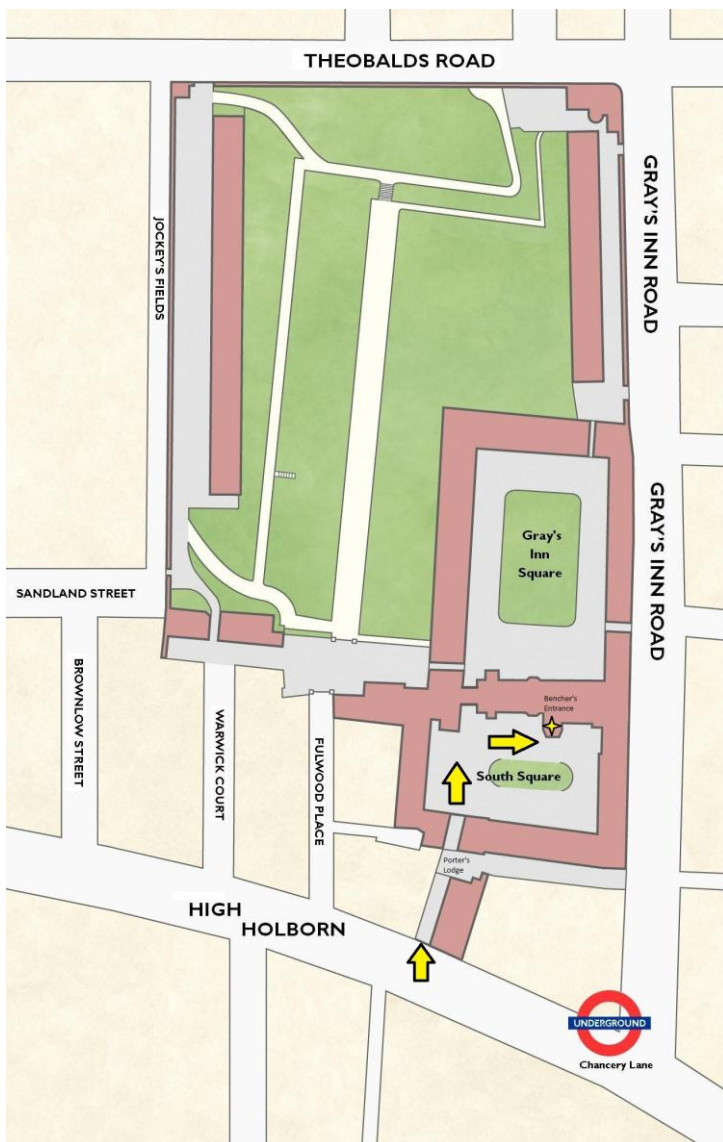 THEOBALDS ROAD
JOCKEY'S FIELDS
GRAY'S INN ROAD
GRAY'S INN ROAD
Gray's
Inn
Square
SANDLAND STREET
BROWNLOW STREET
WARWICK COURT
FULWOOD PLACE
Bencher's
Entrance
South Square
Porter's
Lodge
HIGH
HOLBORN
UNDERGROUND
Chancery Lane